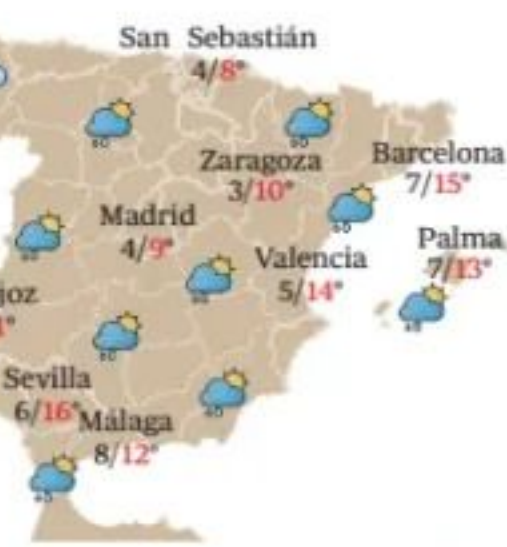 San Sebastián
4/8°
Zaragoza
3/10°
Barcelona
7/15°
Madrid
4/9°
Valencia
5/14°
Palma
7/13°
joz
Sevilla
6/16°
Málaga
8/12°